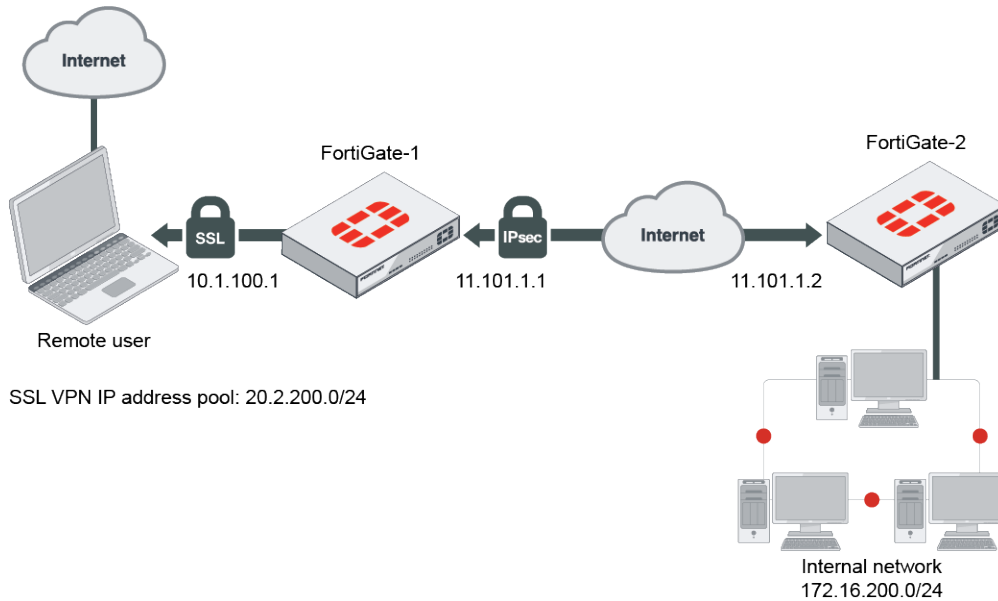 Internet
FortiGate-1
FortiGate-2
SSL
IPsec
Internet
10.1.100.1
11.101.1.1
11.101.1.2
Remote user
SSL VPN IP address pool: 20.2.200.0/24
Internal network
172.16.200.0/24
FORTINET
FORTINET